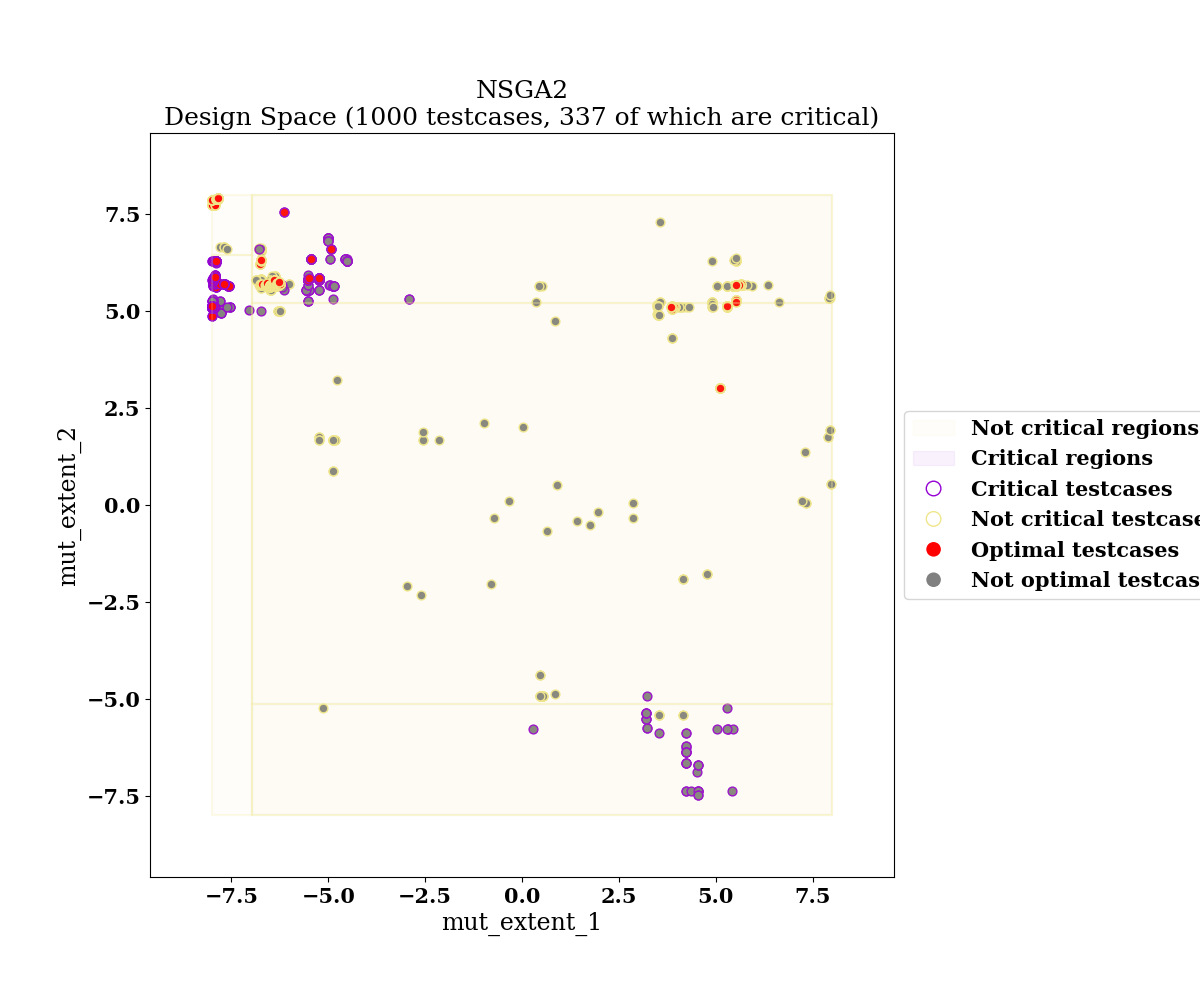 NSGA2
Design Space (1000 testcases, 337 of which are critical)
mut_extent_2
7.5
5.0
2.5
0.0
−2.5
−5.0
−7.5
−7.5 −5.0 −2.5 0.0 2.5 5.0 7.5
mut_extent_1
Not critical regions
Critical regions
Critical testcases
Not critical testcase
Optimal testcases
Not optimal testcas